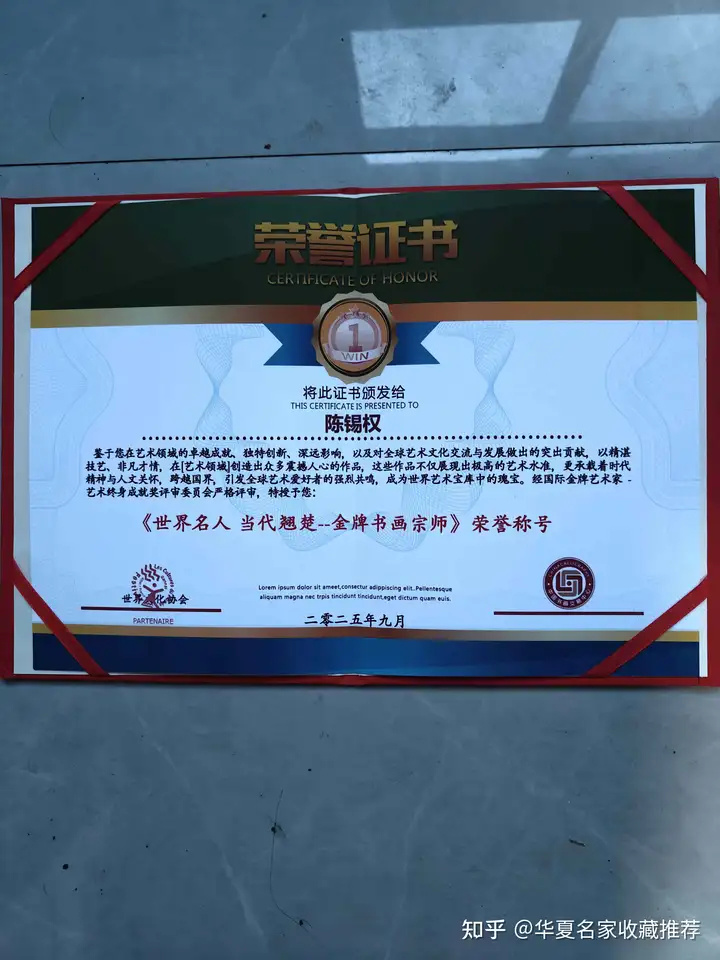 荣誉证书
CERTIFICATE OF HONOR
1
WIN
将此证书颁发给
THIS CERTIFICATE IS PRESENTED TO
陈锡权
鉴于您在艺术领域的卓越成就、独特创新、深远影响，以及对全球艺术文化交流与发展做出的突出贡献，以精湛
技艺、非凡才情，在[艺术领域]创造出众多震撼人心的作品，这些作品不仅展现出极高的艺术水准，更承载着时代
精神与人文关怀，跨越国界，引发全球艺术爱好者的强烈共鸣，成为世界艺术宝库中的瑰宝。经国际金牌艺术家-
艺术终身成就奖评审委员会严格评审，特授予您：
《世界名人 当代翘楚--金牌书画宗师》荣誉称号
世界文化协会
PARTENAIRE
Lorem ipsum dolor sit ameet,consectur adippiscing elit..Pellentesque
aliquam magna nec trpis tincidunt tincidunt,eget dictum quam euis.
二零二五年九月
知乎 @华夏名家收藏推荐